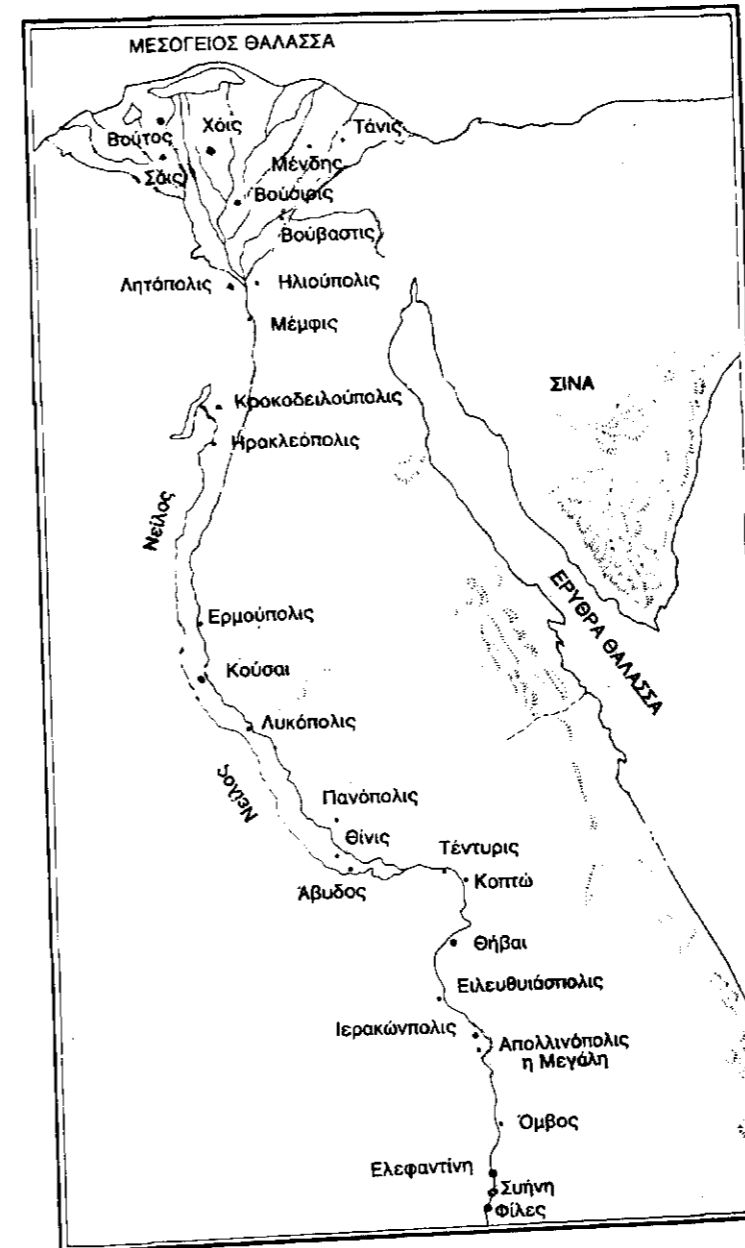 ΜΕΣΟΓΕΙΟΣ ΘΑΛΑΣΣΑ
Βούτος
Χόις
Τάνις
Σάις
Μένδης
Βούσιρις
Βούβαστις
Λητόπολις
Ηλιούπολις
Μέμφις
ΣΙΝΑ
Κροκοδειλούπολις
Ηρακλεόπολις
Νείλος
ΕΡΥΘΡΑ ΘΑΛΑΣΣΑ
Ερμούπολις
Κούσαι
Λυκόπολις
Νείλος
Πανόπολις
Θίνις
Άβυδος
Τέντυρις
Κοπτώ
Θήβαι
Ειλευθυιάσπολις
Ιερακώνπολις
Απολλινόπολις
η Μεγάλη
Όμβος
Ελεφαντίνη
Συήνη
Φίλες